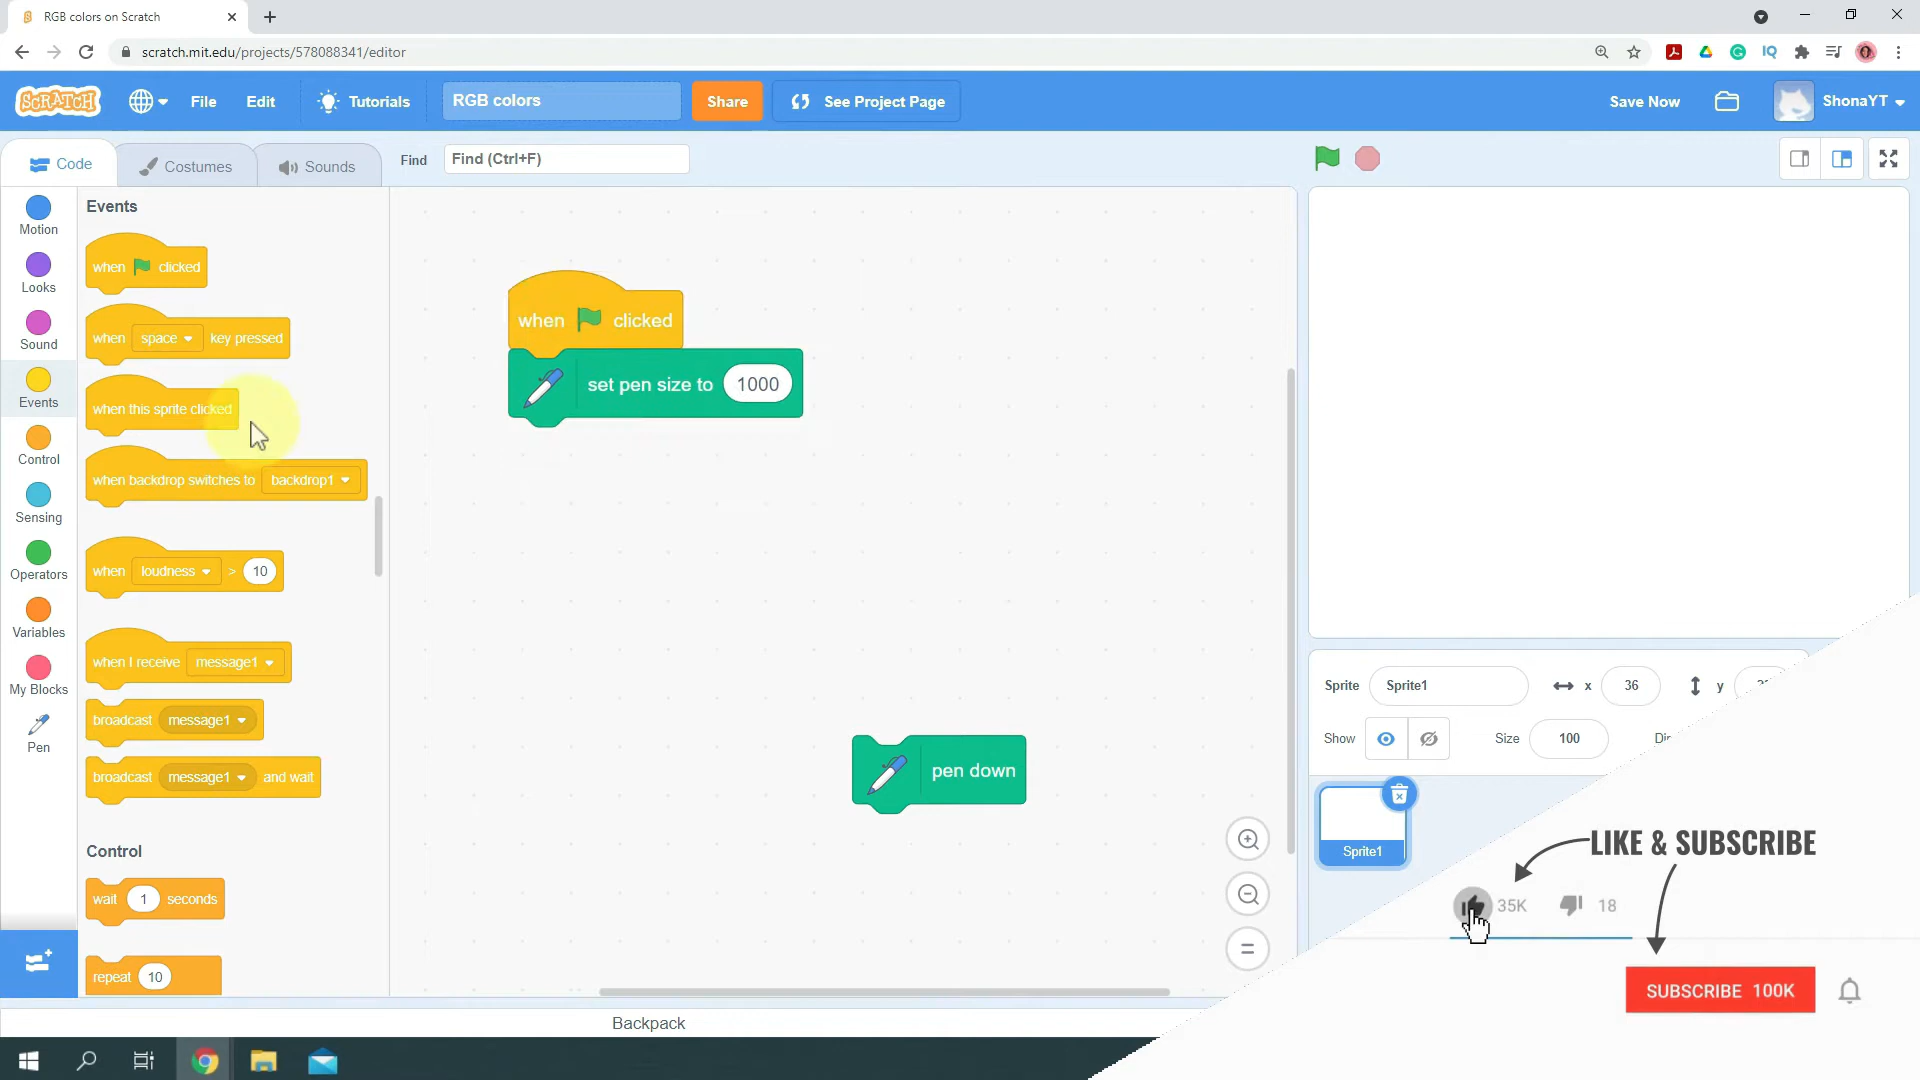 RGB colors on Scratch
scratch.mit.edu/projects/578088341/editor
SCRATCH
File
Edit
Tutorials
RGB colors
Share
See Project Page
Save Now
ShonaYT
Code
Costumes
Sounds
Find
Find (Ctrl+F)
Motion
Looks
Sound
Events
Control
Sensing
Operators
Variables
My Blocks
Pen
Events
when clicked
when space key pressed
when this sprite clicked
when backdrop switches to backdrop1
when loudness > 10
when I receive message1
broadcast message1
broadcast message1 and wait
Control
wait 1 seconds
repeat 10
when clicked
set pen size to 1000
pen down
Sprite Sprite1 x 36 y
Show Size 100
Sprite1
LIKE & SUBSCRIBE
35K 18
SUBSCRIBE 100K
Backpack